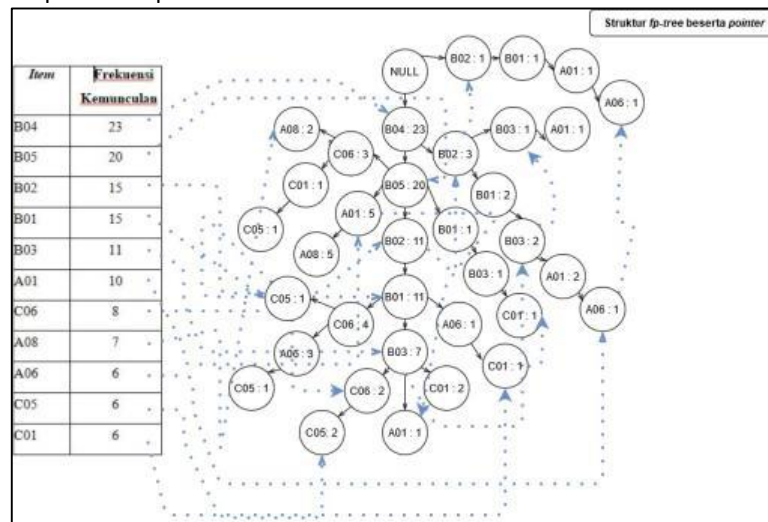 Struktur fp-tree beserta pointer
Item
Frekuensi
Kemunculan
B04 23
B05 20
B02 15
B01 15
B03 11
A01 10
C06 8
A08 7
A06 6
C05 6
C01 6
NULL
B02 : 1
B01 : 1
A01 : 1
A06 : 1
B04 : 23
A08 : 2
C06 : 3
B02 : 3
B03 : 1
A01 : 1
C01 : 1
B05 : 20
B01 : 2
C05 : 1
A01 : 5
A08 : 5
B02 : 11
B01 : 1
B03 : 2
B03 : 1
A01 : 2
C05 : 1
B01 : 11
C01 : 1
A06 : 1
C06 : 4
A06 : 1
A06 : 3
B03 : 7
C01 : 1
C05 : 1
C06 : 2
C01 : 2
C05 : 2
A01 : 1